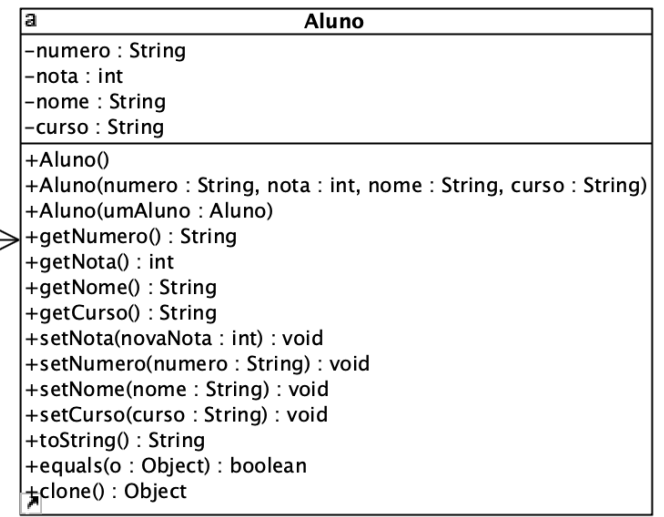 a
Aluno
-numero : String
-nota : int
-nome : String
-curso : String
+Aluno()
+Aluno(numero : String, nota : int, nome : String, curso : String)
+Aluno(umAluno : Aluno)
+getNumero() : String
+getNota() : int
+getNome() : String
+getCurso() : String
+setNota(novaNota : int) : void
+setNumero(numero : String) : void
+setNome(nome : String) : void
+setCurso(curso : String) : void
+toString() : String
+equals(o : Object) : boolean
+clone() : Object